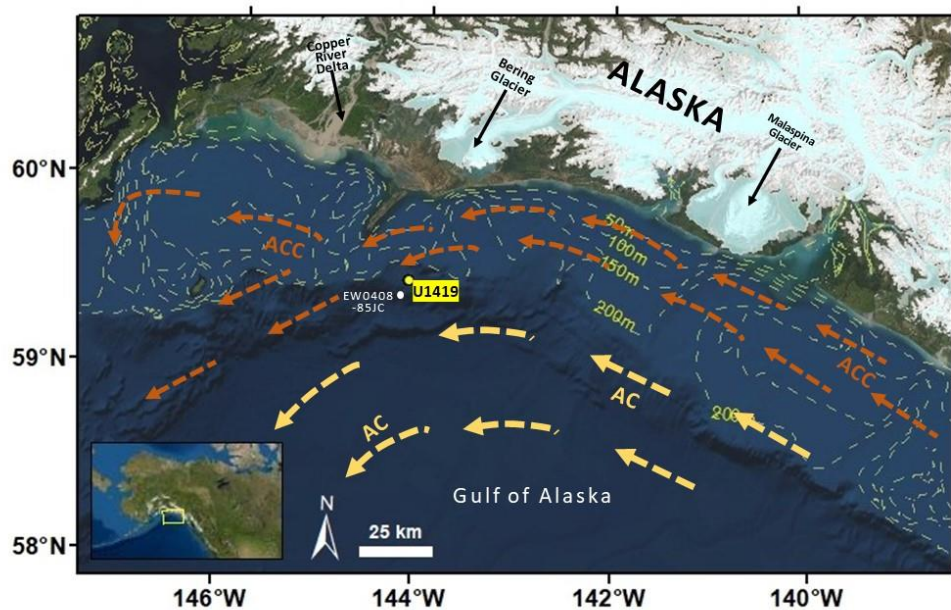 Copper
River
Delta
Bering
Glacier
ALASKA
Malaspina
Glacier
60°N
50m
100m
150m
ACC
EW0408
-85JC
U1419
200m
59°N
ACC
AC
AC
200
Gulf of Alaska
N
25 km
58°N
146°W
144°W
142°W
140°W